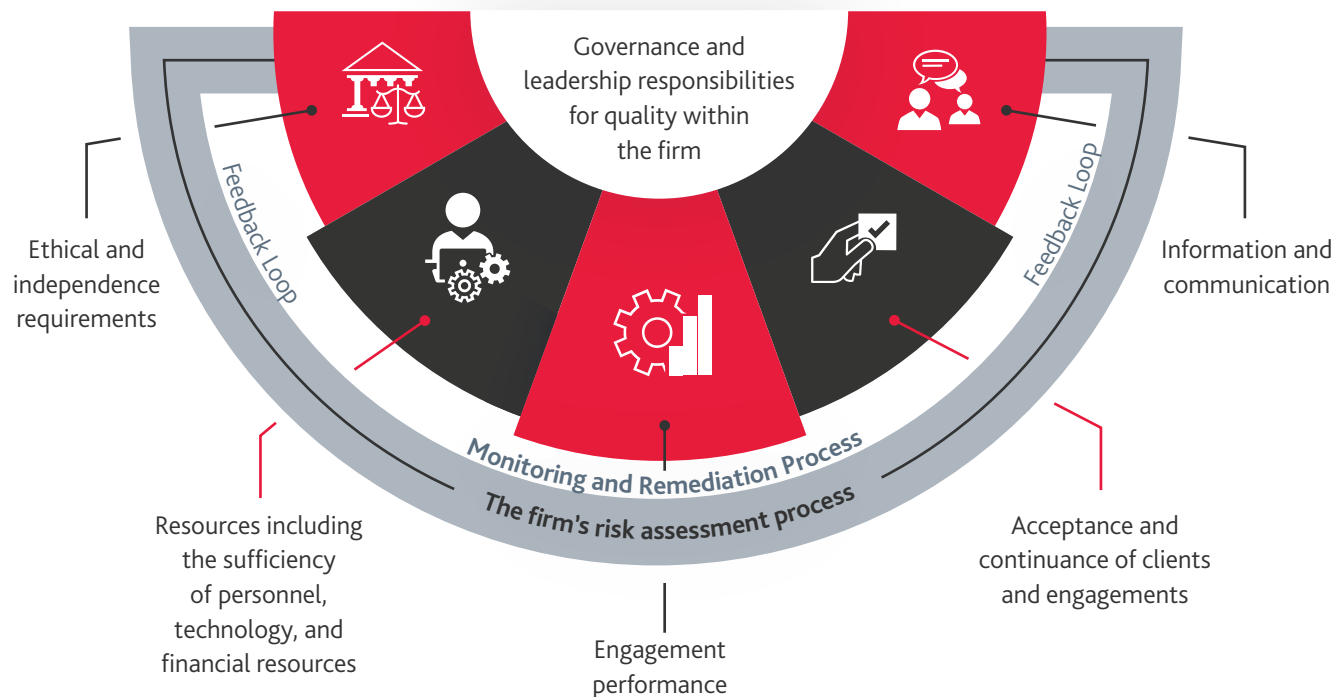 Governance and
leadership responsibilities
for quality within
the firm
Feedback Loop
Feedback Loop
Ethical and
independence
requirements
Information and
communication
Monitoring and Remediation Process
The firm's risk assessment process
Resources including
the sufficiency
of personnel,
technology, and
financial resources
Acceptance and
continuance of clients
and engagements
Engagement
performance